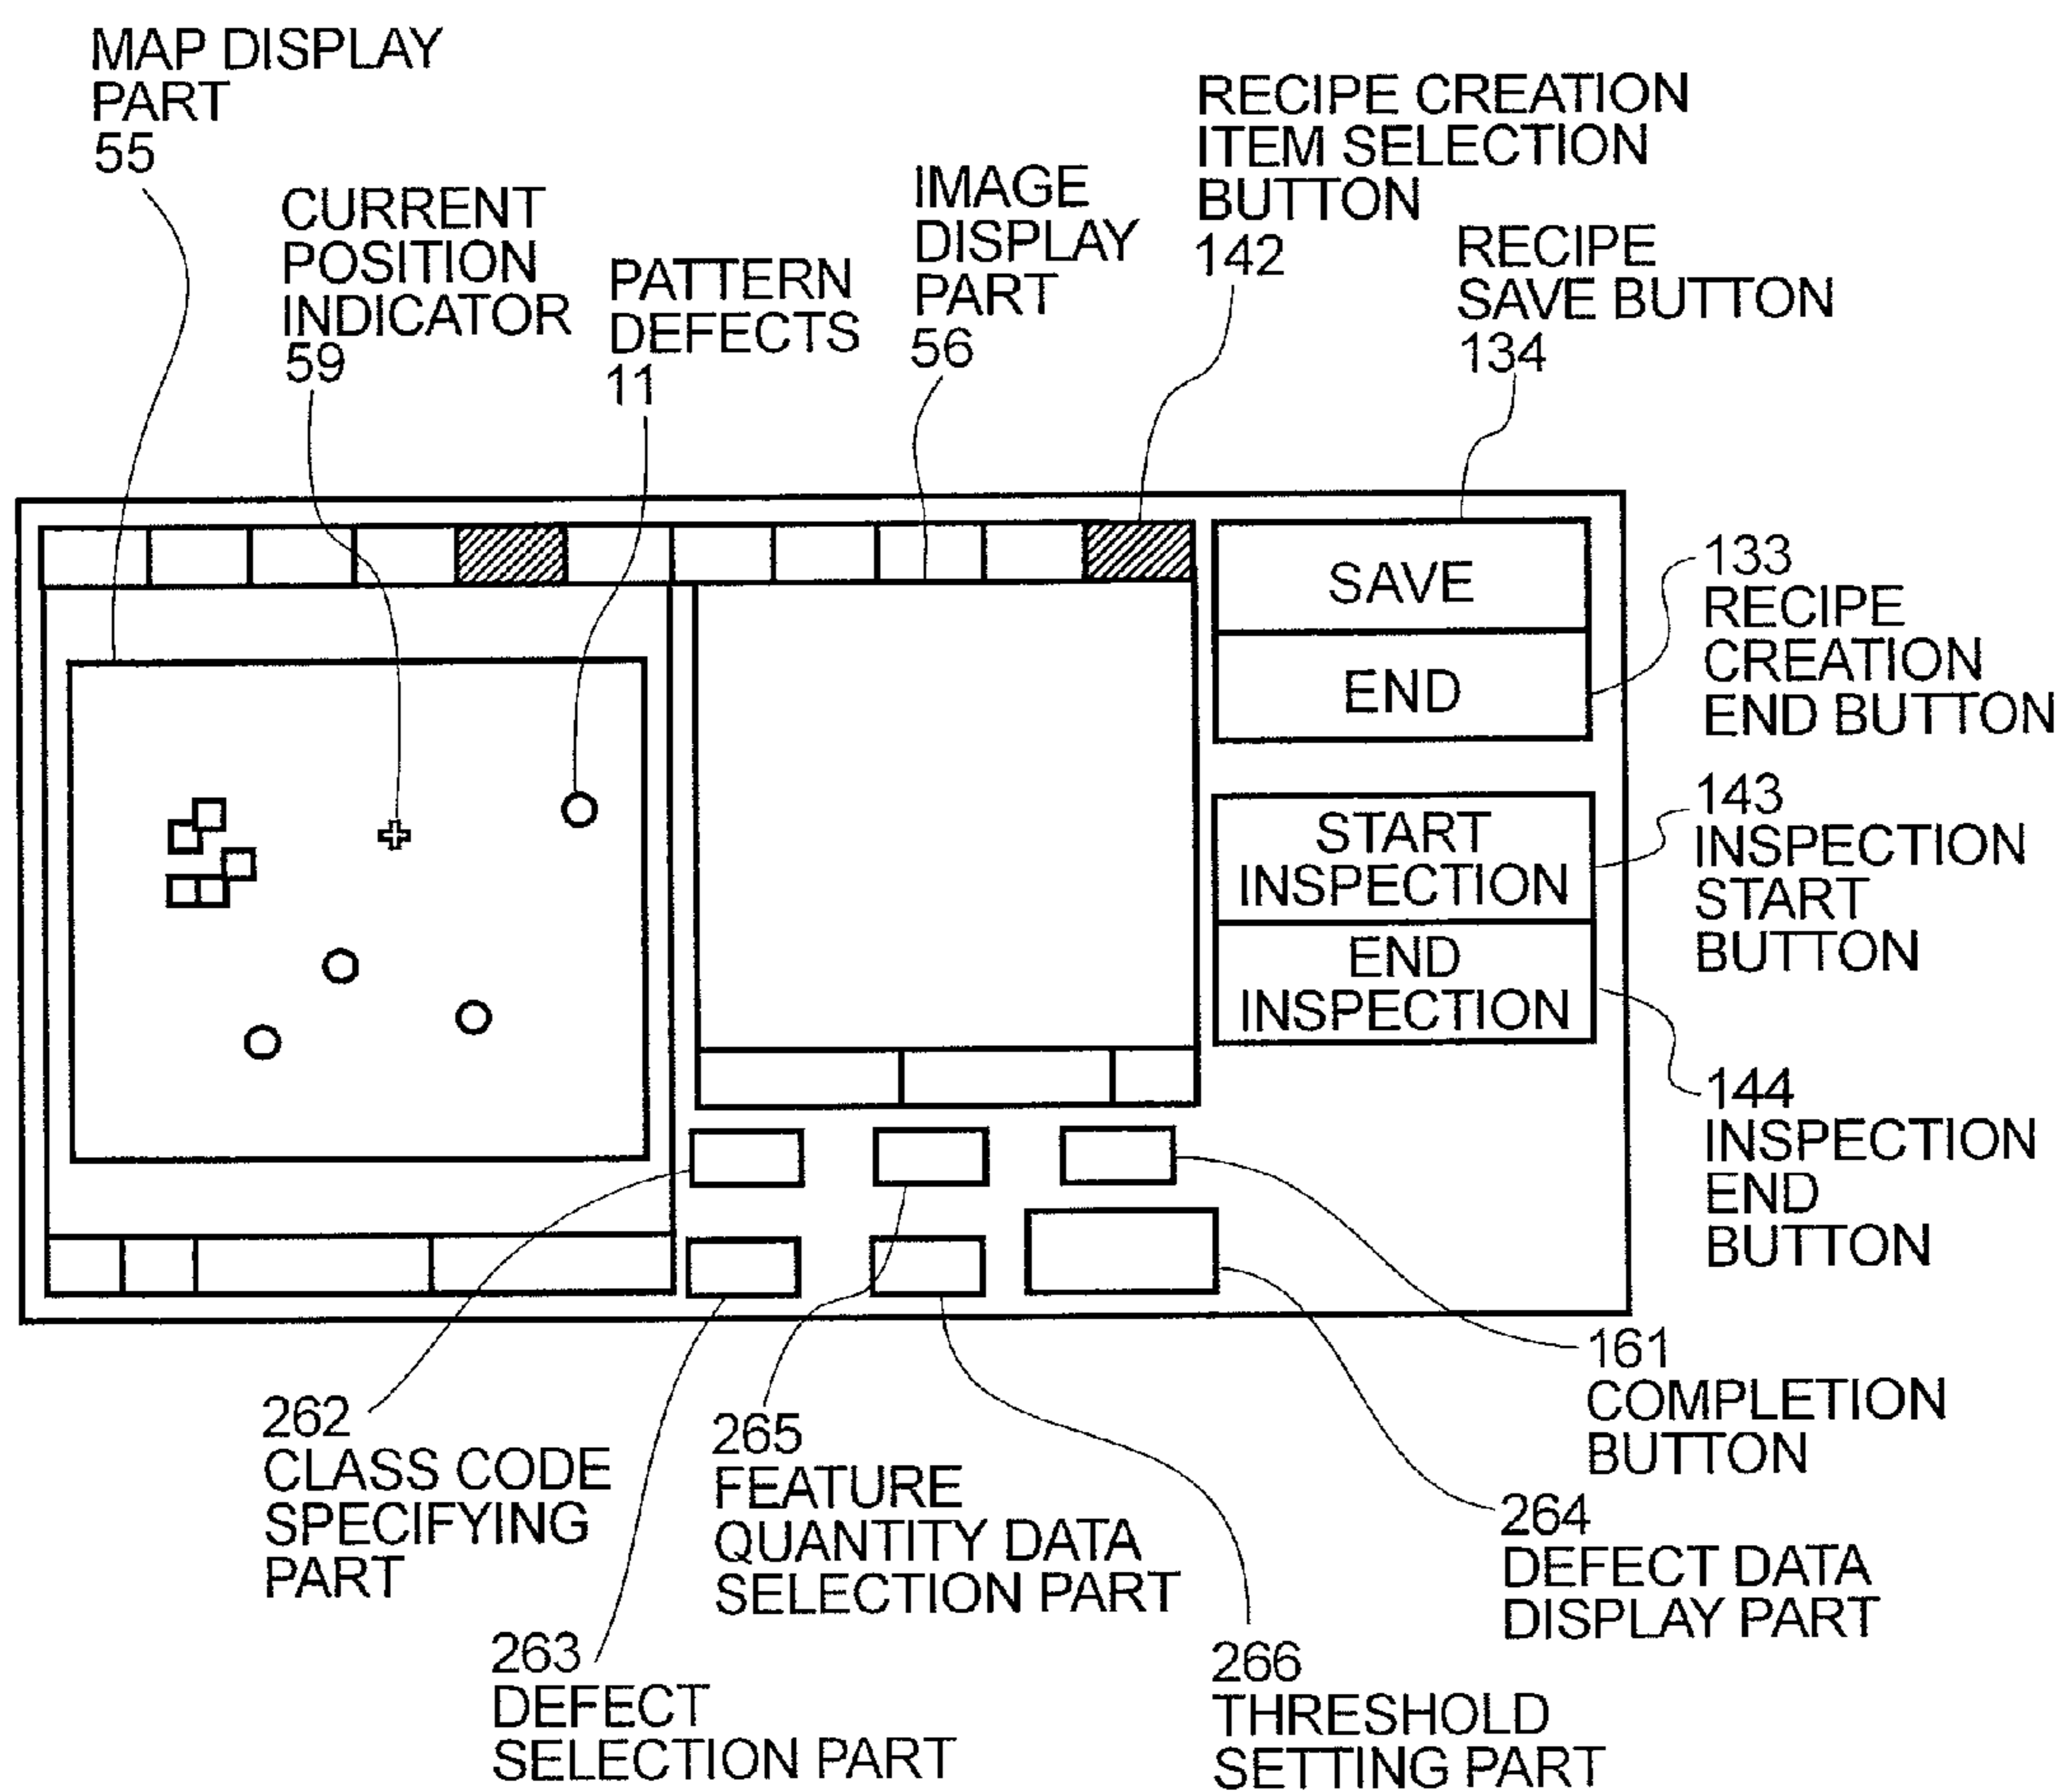 MAP DISPLAY
PART
55
CURRENT
POSITION
INDICATOR
59
PATTERN
DEFECTS
11
IMAGE
DISPLAY
PART
56
RECIPE CREATION
ITEM SELECTION
BUTTON
142
RECIPE
SAVE BUTTON
134
SAVE
END
133
RECIPE
CREATION
END BUTTON
START
INSPECTION
143
INSPECTION
START
BUTTON
END
INSPECTION
144
INSPECTION
END
BUTTON
262
CLASS CODE
SPECIFYING
PART
263
DEFECT
SELECTION PART
265
FEATURE
QUANTITY DATA
SELECTION PART
266
THRESHOLD
SETTING PART
161
COMPLETION
BUTTON
264
DEFECT DATA
DISPLAY PART